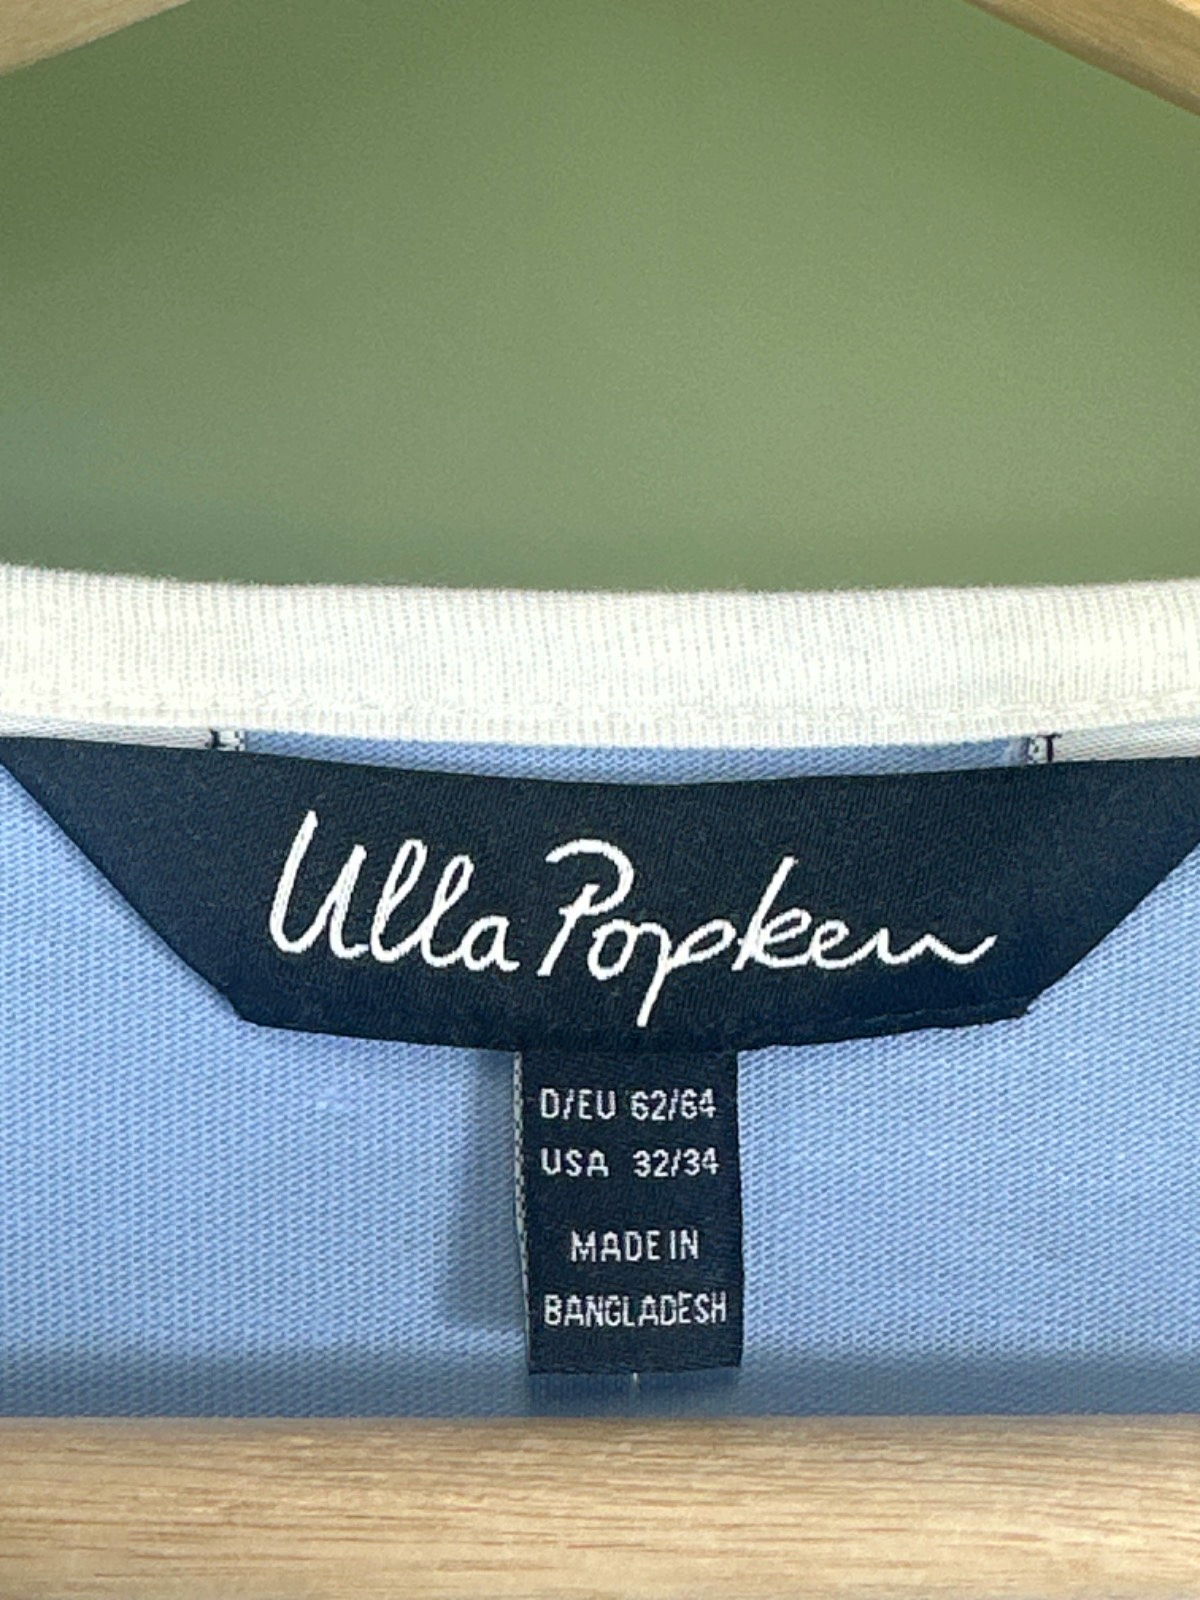 Ulla Popken
D/EU 62/64
USA 32/34
MADE IN
BANGLADESH